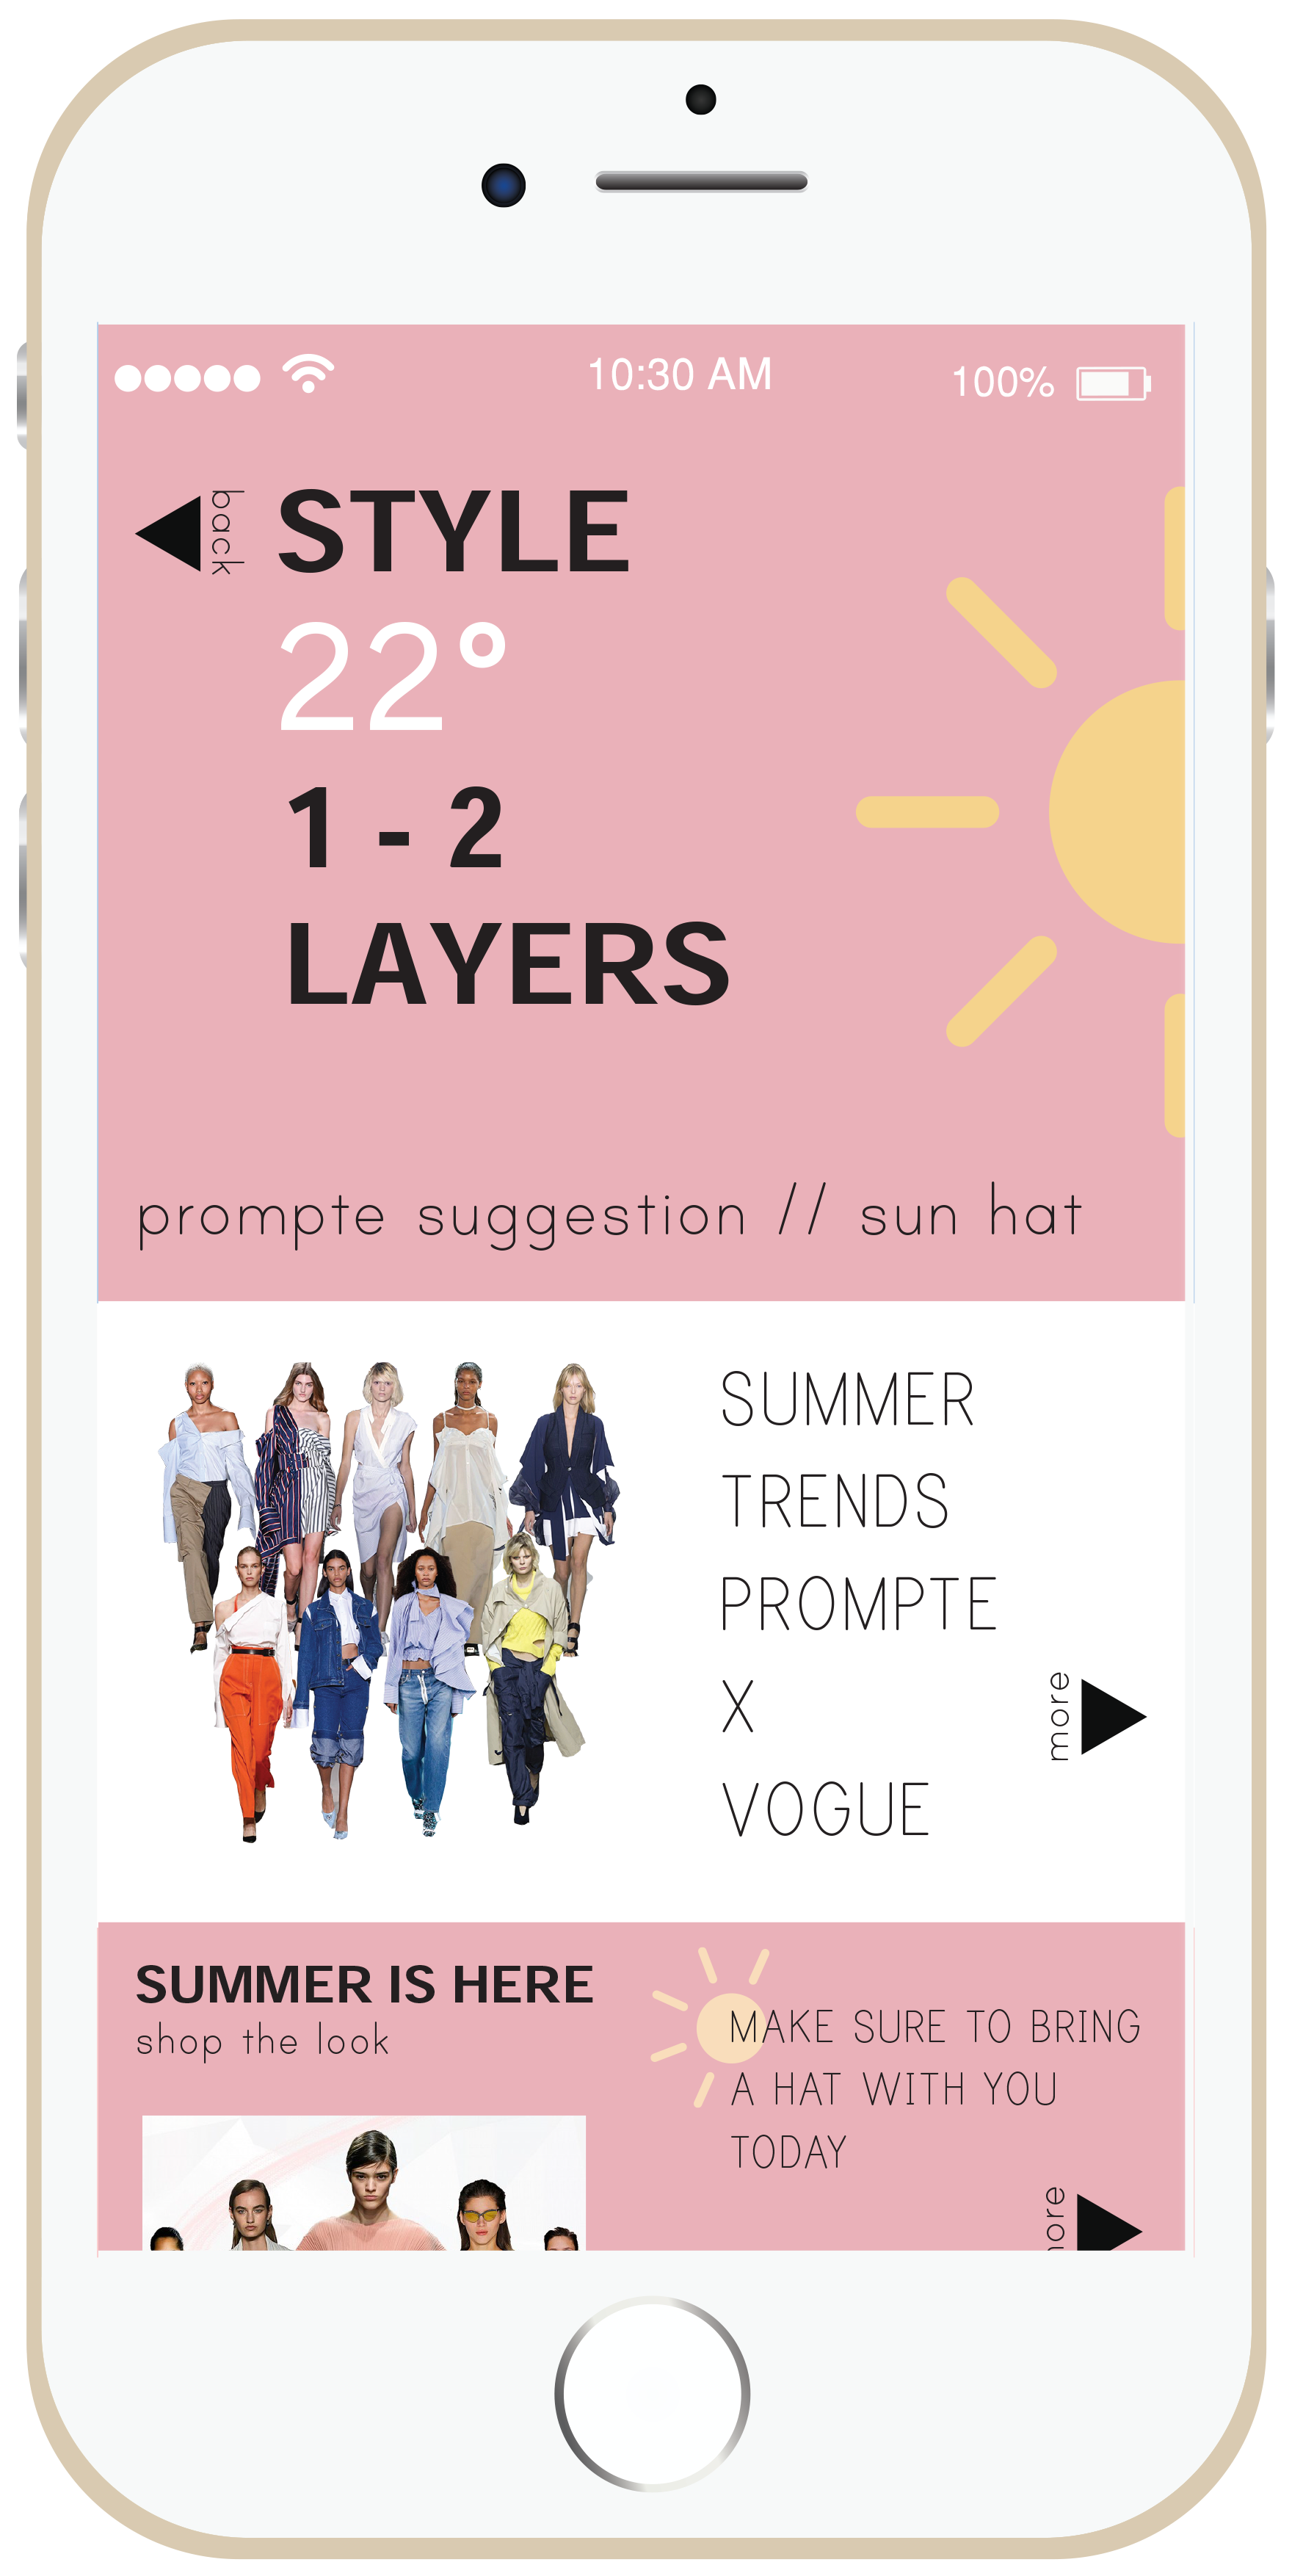 10:30 AM
100%
back
STYLE
22°
1 - 2
LAYERS
prompte suggestion // sun hat
SUMMER
TRENDS
PROMPTE
X
VOGUE
more
SUMMER IS HERE
shop the look
MAKE SURE TO BRING
A HAT WITH YOU
TODAY